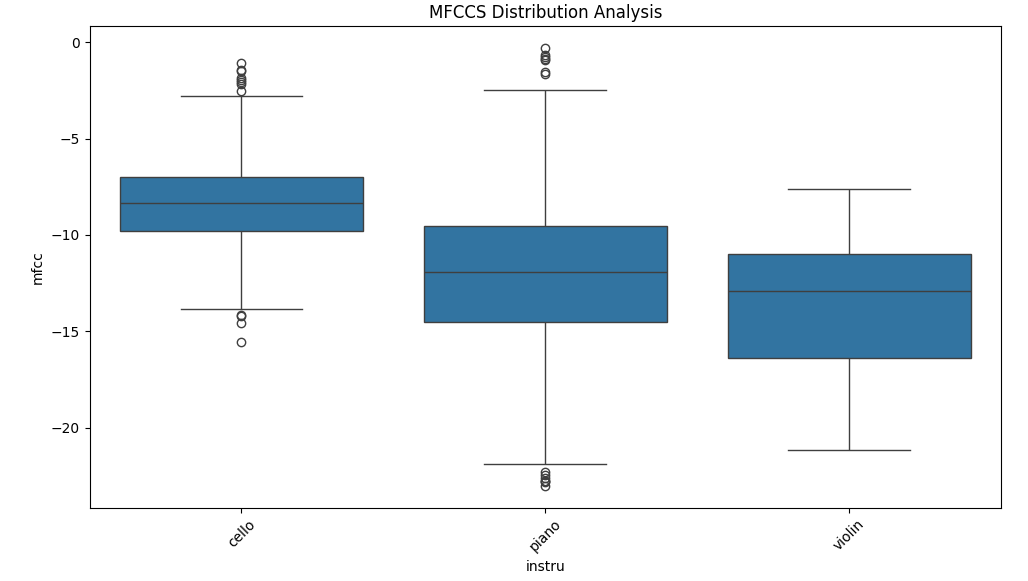 MFCCS Distribution Analysis
0
−5
−10
−15
−20
mfcc
cello
piano
violin
instru